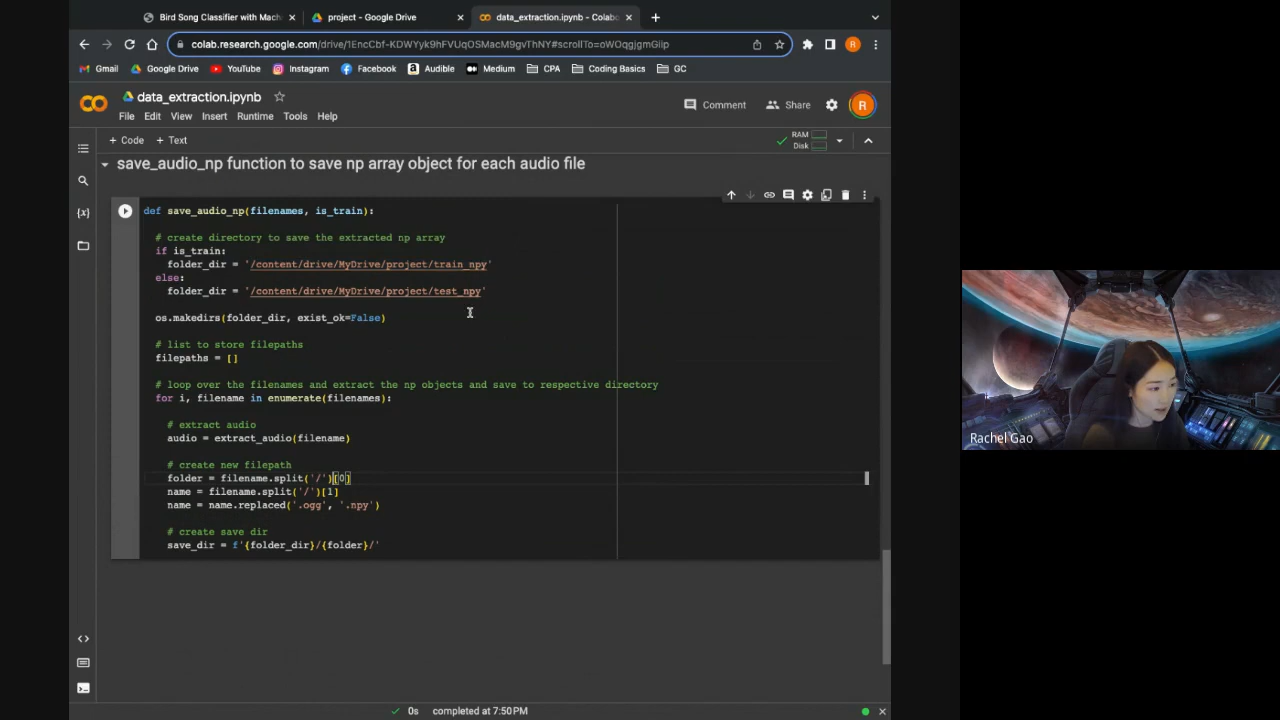 Bird Song Classifier with Mach
project - Google Drive
data_extraction.ipynb - Colabo
colab.research.google.com/drive/1EncCbf-KDWYyk9hFVUqOSMacM9gvThNY#scrollTo=oWOqgjgmGiip
Gmail Google Drive YouTube Instagram Facebook Audible Medium CPA Coding Basics GC
data_extraction.ipynb
Comment Share R
File Edit View Insert Runtime Tools Help
+ Code + Text
RAM
Disk
save_audio_np function to save np array object for each audio file
def save_audio_np(filenames, is_train):
# create directory to save the extracted np array
if is_train:
folder_dir = '/content/drive/MyDrive/project/train_npy'
else:
folder_dir = '/content/drive/MyDrive/project/test_npy'
os.makedirs(folder_dir, exist_ok=False)
# list to store filepaths
filepaths = []
# loop over the filenames and extract the np objects and save to respective directory
for i, filename in enumerate(filenames):
# extract audio
audio = extract_audio(filename)
# create new filepath
folder = filename.split('/')[0]
name = filename.split('/')[1]
name = name.replaced('.ogg', '.npy')
# create save dir
save_dir = f'{folder_dir}/{folder}/'
Rachel Gao
0s completed at 7:50 PM